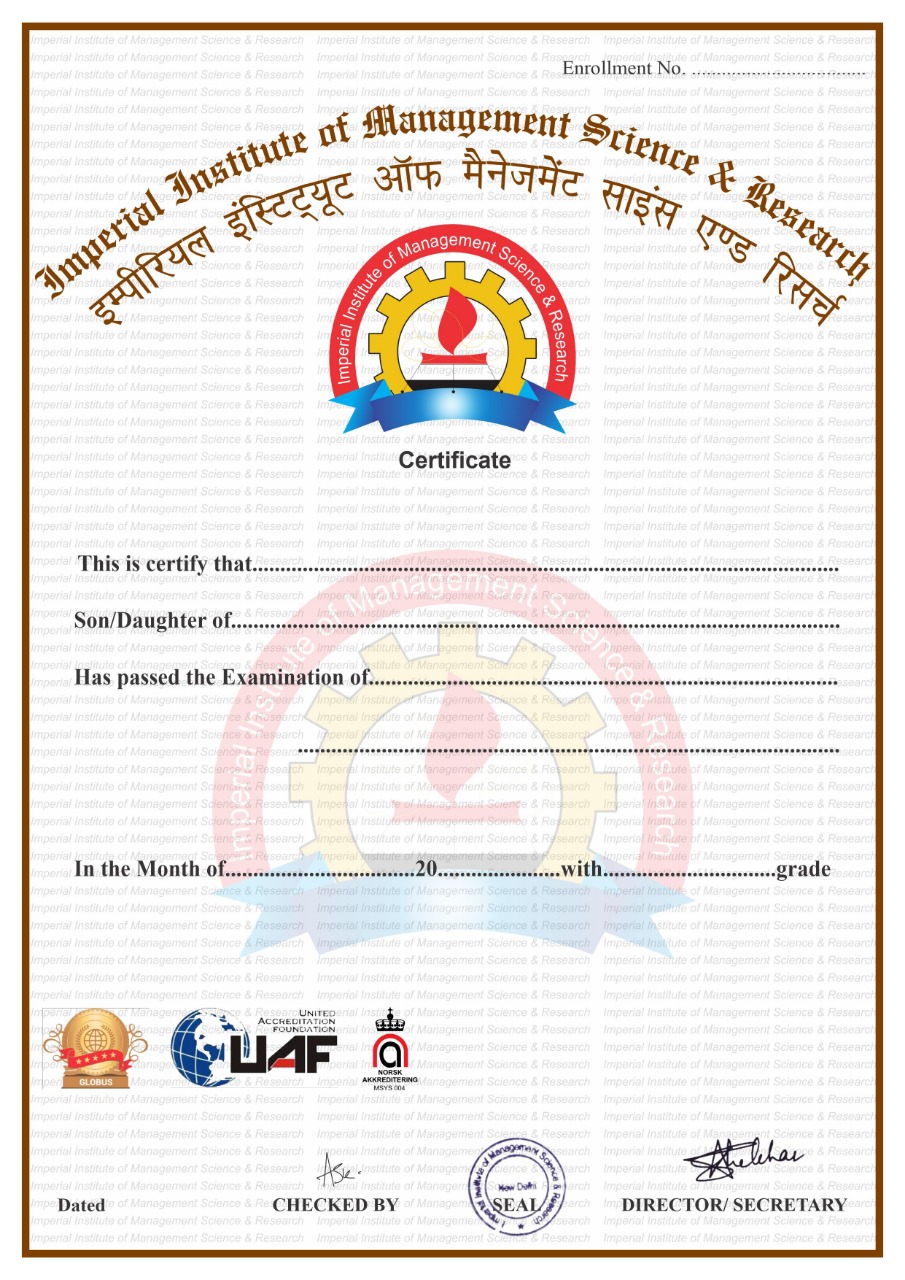 Enrollment No. ...................................
Imperial Institute of Management Science & Research
इम्पीरियल इंस्टिट्यूट ऑफ मैनेजमेंट साइंस एण्ड रिसर्च
Imperial Institute of Management Science & Research
Certificate
This is certify that..........................................................................................................
Son/Daughter of..............................................................................................................
Has passed the Examination of.....................................................................................
...................................................................................................
In the Month of...................................20.......................with...............................grade
UNITED
ACCREDITATION
FOUNDATION
UAF
GLOBUS
NORSK
AKKREDITERING
MSYS 004
Imperial Institute of Management Science & Research
New Delhi
Dated
CHECKED BY
SEAL
DIRECTOR/ SECRETARY